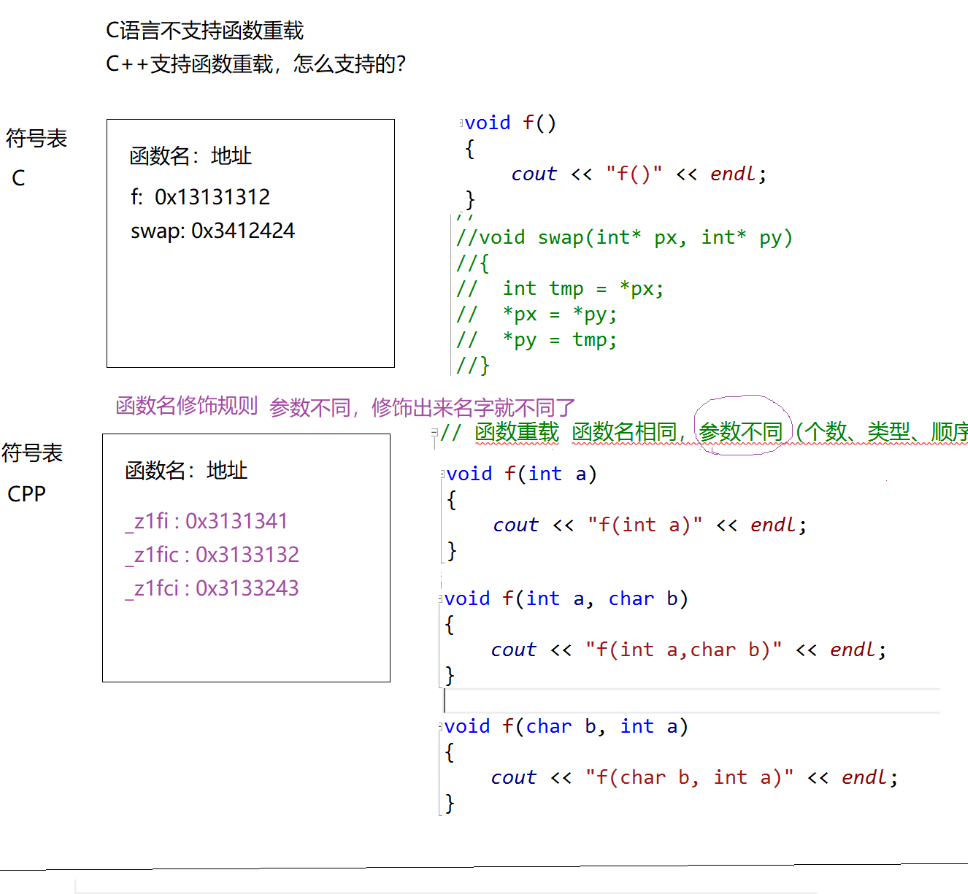 C语言不支持函数重载
C++支持函数重载，怎么支持的?
符号表
C
函数名：地址
f: 0x13131312
swap: 0x3412424
void f()
{
cout << "f()" << endl;
}
//
//void swap(int* px, int* py)
//{
// int tmp = *px;
// *px = *py;
// *py = tmp;
//}
函数名修饰规则 参数不同，修饰出来名字就不同了
符号表
CPP
函数名：地址
_z1fi : 0x3131341
_z1fic : 0x3133132
_z1fci : 0x3133243
// 函数重载 函数名相同，参数不同（个数、类型、顺序
void f(int a)
{
cout << "f(int a)" << endl;
}
void f(int a, char b)
{
cout << "f(int a,char b)" << endl;
}
void f(char b, int a)
{
cout << "f(char b, int a)" << endl;
}